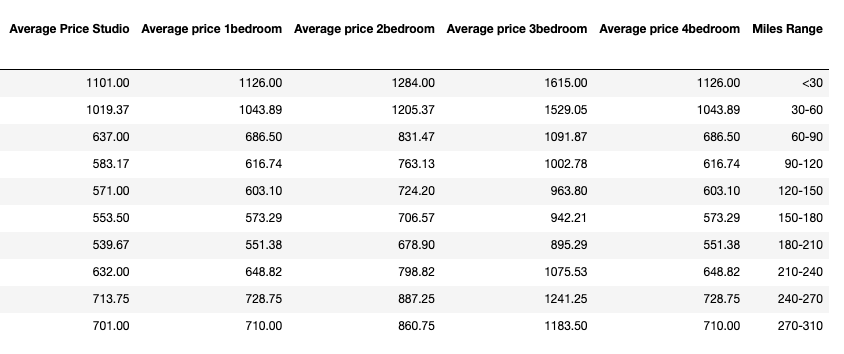 Average Price Studio Average price 1bedroom Average price 2bedroom Average price 3bedroom Average price 4bedroom Miles Range
1101.00 1126.00 1284.00 1615.00 1126.00 <30
1019.37 1043.89 1205.37 1529.05 1043.89 30-60
637.00 686.50 831.47 1091.87 686.50 60-90
583.17 616.74 763.13 1002.78 616.74 90-120
571.00 603.10 724.20 963.80 603.10 120-150
553.50 573.29 706.57 942.21 573.29 150-180
539.67 551.38 678.90 895.29 551.38 180-210
632.00 648.82 798.82 1075.53 648.82 210-240
713.75 728.75 887.25 1241.25 728.75 240-270
701.00 710.00 860.75 1183.50 710.00 270-310